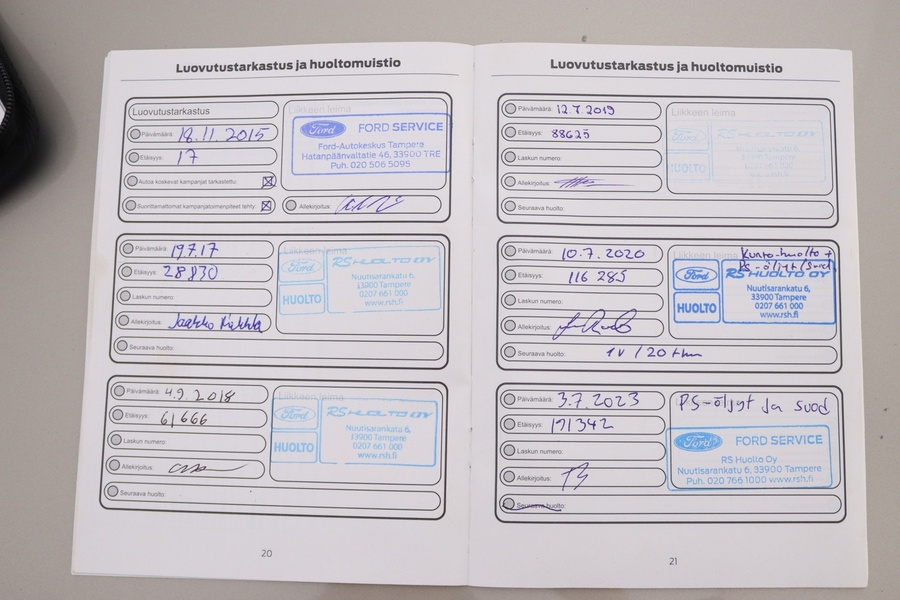 Luovutustarkastus ja huoltomuistio
Luovutustarkastus
Liikkeen leima
Päivämäärä: 18.11.2015
Ford FORD SERVICE
Etäisyys: 17
Ford-Autokeskus Tampera
Hatanpäänvaltatie 46, 33900 TRE
Puh. 020 506 5095
Autoa koskevat kampanjat tarkastettu:
Suorittamattomat kampanjatoimenpiteet tehty:
Allekirjoitus:
Päivämäärä: 19.7.17
Liikkeen leima
Etäisyys: 28830
Ford RS HUOLTO OY
Laskun numero:
HUOLTO
Nuutisarankatu 6,
33900 Tampere
0207 661 000
www.rsh.fi
Allekirjoitus: Jaakko
Seuraava huolto:
Päivämäärä: 4.9.2018
Liikkeen leima
Etäisyys: 61666
Ford RS HUOLTO OY
Laskun numero:
HUOLTO
Nuutisarankatu 6,
33900 Tampere
0207 661 000
www.rsh.fi
Allekirjoitus:
Seuraava huolto:
20
Luovutustarkastus ja huoltomuistio
Päivämäärä: 12.7.2019
Liikkeen leima
Etäisyys: 88625
Ford RS HUOLTO OY
Laskun numero:
HUOLTO
Allekirjoitus:
Seuraava huolto:
Päivämäärä: 10.7.2020
Liikkeen leima
Kunto-huolto +
PS-öljyt/Suod.
Etäisyys: 116285
Ford RS HUOLTO OY
Laskun numero:
HUOLTO
Nuutisarankatu 6,
33900 Tampere
0207 661 000
www.rsh.fi
Allekirjoitus:
Seuraava huolto: 1v / 20 tkm
Päivämäärä: 3.7.2023
PS-öljyt ja suod
Etäisyys: 171342
Ford FORD SERVICE
Laskun numero:
RS Huolto Oy
Nuutisarankatu 6, 33900 Tampere
Puh. 020 766 1000 www.rsh.fi
Allekirjoitus:
Seuraava huolto:
21